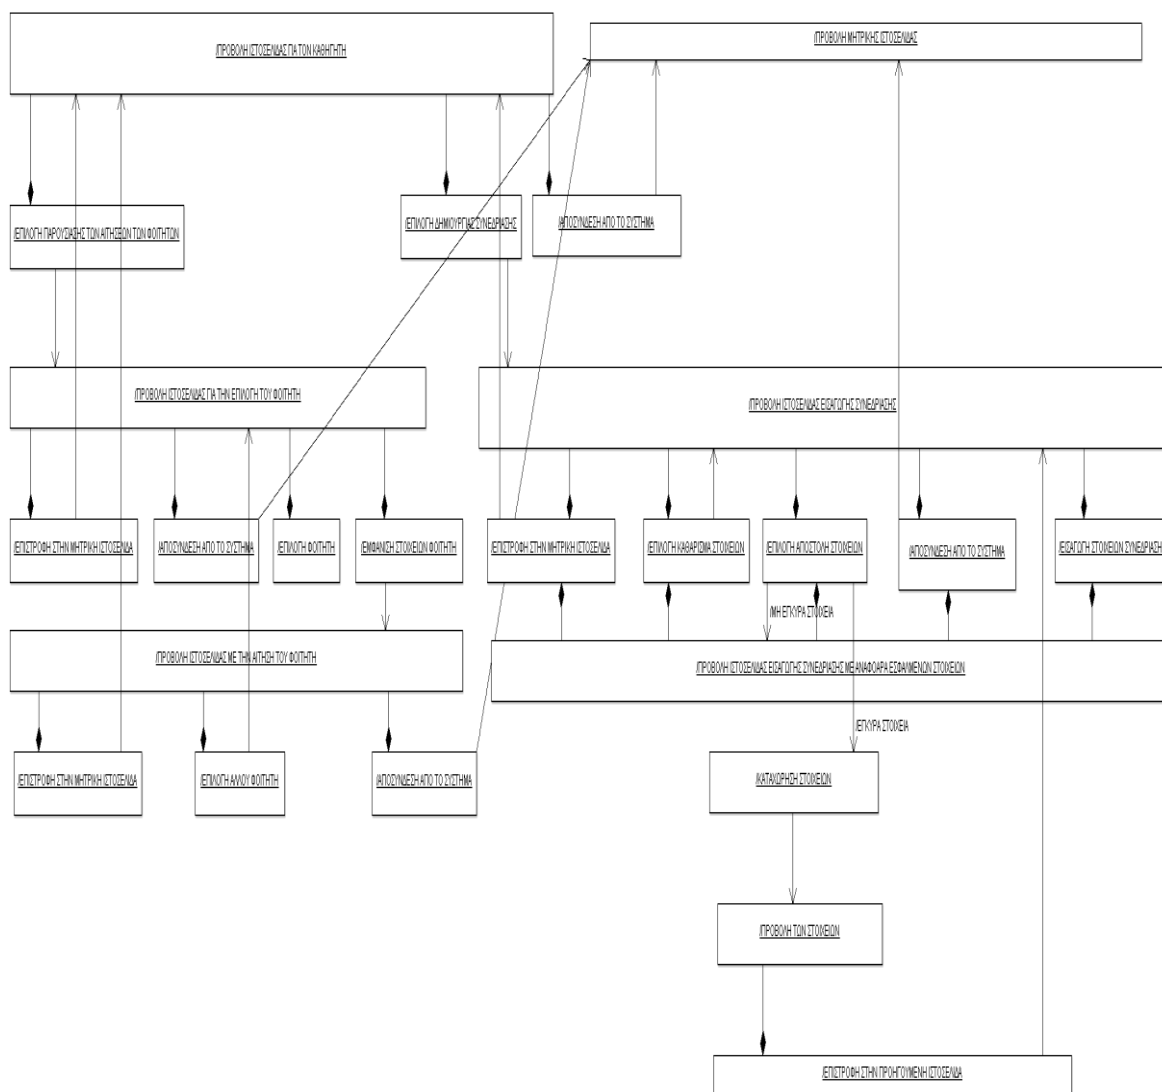 /ΠΡΟΒΟΛΗ ΙΣΤΟΣΕΛΙΔΑΣ ΓΙΑ ΤΟΝ ΚΑΘΗΓΗΤΗ
/ΠΡΟΒΟΛΗ ΜΗΤΡΙΚΗΣ ΙΣΤΟΣΕΛΙΔΑΣ
/ΕΠΙΛΟΓΗ ΠΑΡΟΥΣΙΑΣΗΣ ΤΩΝ ΑΙΤΗΣΕΩΝ ΤΩΝ ΦΟΙΤΗΤΩΝ
/ΕΠΙΛΟΓΗ ΔΗΜΙΟΥΡΓΙΑΣ ΣΥΝΕΔΡΙΑΣΗΣ
/ΑΠΟΣΥΝΔΕΣΗ ΑΠΟ ΤΟ ΣΥΣΤΗΜΑ
/ΠΡΟΒΟΛΗ ΙΣΤΟΣΕΛΙΔΑΣ ΓΙΑ ΤΗΝ ΕΠΙΛΟΓΗ ΤΟΥ ΦΟΙΤΗΤΗ
/ΠΡΟΒΟΛΗ ΙΣΤΟΣΕΛΙΔΑΣ ΕΙΣΑΓΩΓΗΣ ΣΥΝΕΔΡΙΑΣΗΣ
/ΕΠΙΣΤΡΟΦΗ ΣΤΗΝ ΜΗΤΡΙΚΗ ΙΣΤΟΣΕΛΙΔΑ
/ΑΠΟΣΥΝΔΕΣΗ ΑΠΟ ΤΟ ΣΥΣΤΗΜΑ
/ΕΠΙΛΟΓΗ ΦΟΙΤΗΤΗ
/ΕΜΦΑΝΙΣΗ ΣΤΟΙΧΕΙΩΝ ΦΟΙΤΗΤΗ
/ΕΠΙΣΤΡΟΦΗ ΣΤΗΝ ΜΗΤΡΙΚΗ ΙΣΤΟΣΕΛΙΔΑ
/ΕΠΙΛΟΓΗ ΚΑΘΑΡΙΣΜΑ ΣΤΟΙΧΕΙΩΝ
/ΕΠΙΛΟΓΗ ΑΠΟΣΤΟΛΗ ΣΤΟΙΧΕΙΩΝ
/ΑΠΟΣΥΝΔΕΣΗ ΑΠΟ ΤΟ ΣΥΣΤΗΜΑ
/ΕΙΣΑΓΩΓΗ ΣΤΟΙΧΕΙΩΝ ΣΥΝΕΔΡΙΑΣΗ
/ΜΗ ΕΓΚΥΡΑ ΣΤΟΙΧΕΙΑ
/ΠΡΟΒΟΛΗ ΙΣΤΟΣΕΛΙΔΑΣ ΜΕ ΤΗΝ ΑΙΤΗΣΗ ΤΟΥ ΦΟΙΤΗΤΗ
/ΠΡΟΒΟΛΗ ΙΣΤΟΣΕΛΙΔΑΣ ΕΙΣΑΓΩΓΗΣ ΣΥΝΕΔΡΙΑΣΗΣ ΜΕ ΑΝΑΦΟΑΡΑ ΕΣΦΑΛΜΕΝΩΝ ΣΤΟΙΧΕΙΩΝ
/ΕΓΚΥΡΑ ΣΤΟΙΧΕΙΑ
/ΕΠΙΣΤΡΟΦΗ ΣΤΗΝ ΜΗΤΡΙΚΗ ΙΣΤΟΣΕΛΙΔΑ
/ΕΠΙΛΟΓΗ ΑΛΛΟΥ ΦΟΙΤΗΤΗ
/ΑΠΟΣΥΝΔΕΣΗ ΑΠΟ ΤΟ ΣΥΣΤΗΜΑ
/ΚΑΤΑΧΩΡΗΣΗ ΣΤΟΙΧΕΙΩΝ
/ΠΡΟΒΟΛΗ ΤΩΝ ΣΤΟΙΧΕΙΩΝ
/ΕΠΙΣΤΡΟΦΗ ΣΤΗΝ ΠΡΟΗΓΟΥΜΕΝΗ ΙΣΤΟΣΕΛΙΔΑ